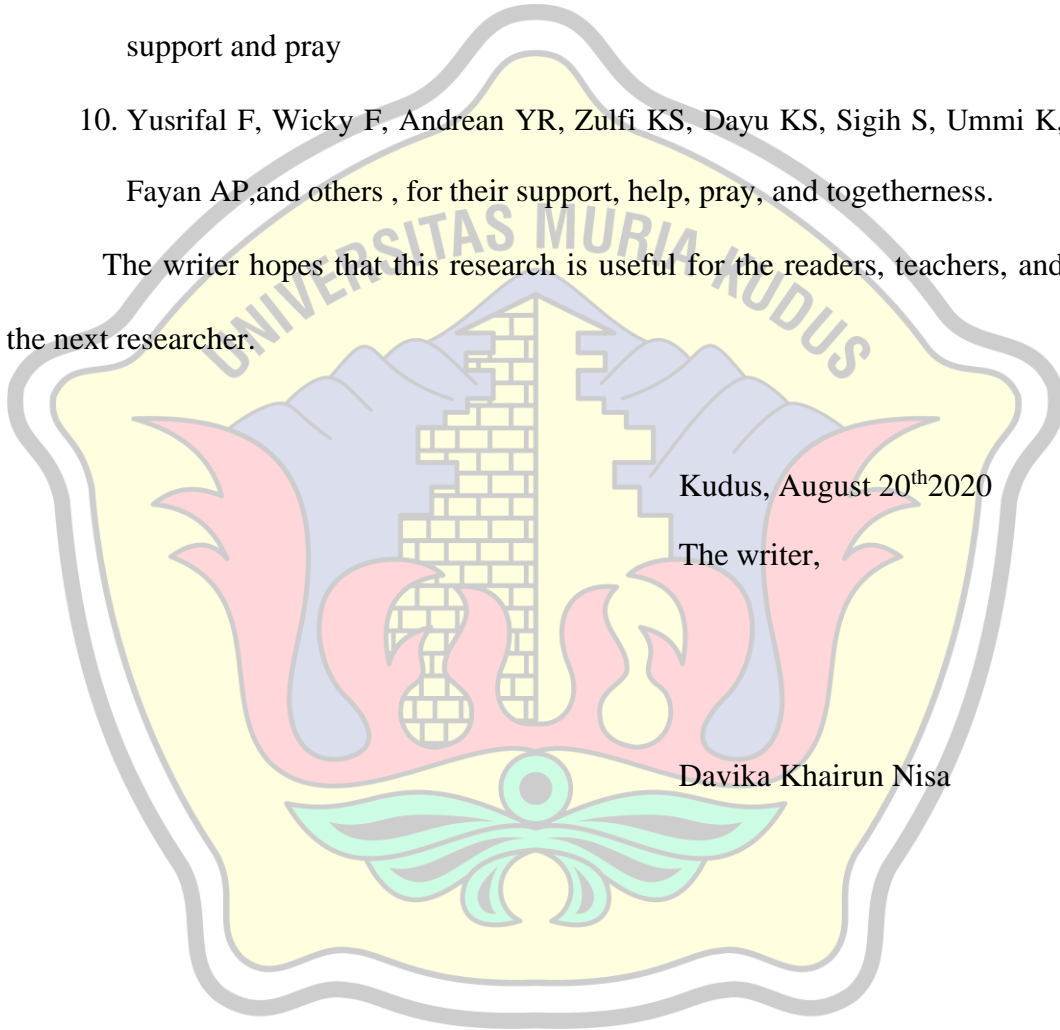 support and pray
10. Yusrifal F, Wicky F, Andrean YR, Zulfi KS, Dayu KS, Sigih S, Ummi K,
Fayan AP,and others , for their support, help, pray, and togetherness.
The writer hopes that this research is useful for the readers, teachers, and
the next researcher.
UNIVERSITAS MURIA KUDUS
Kudus, August 20th2020
The writer,
Davika Khairun Nisa